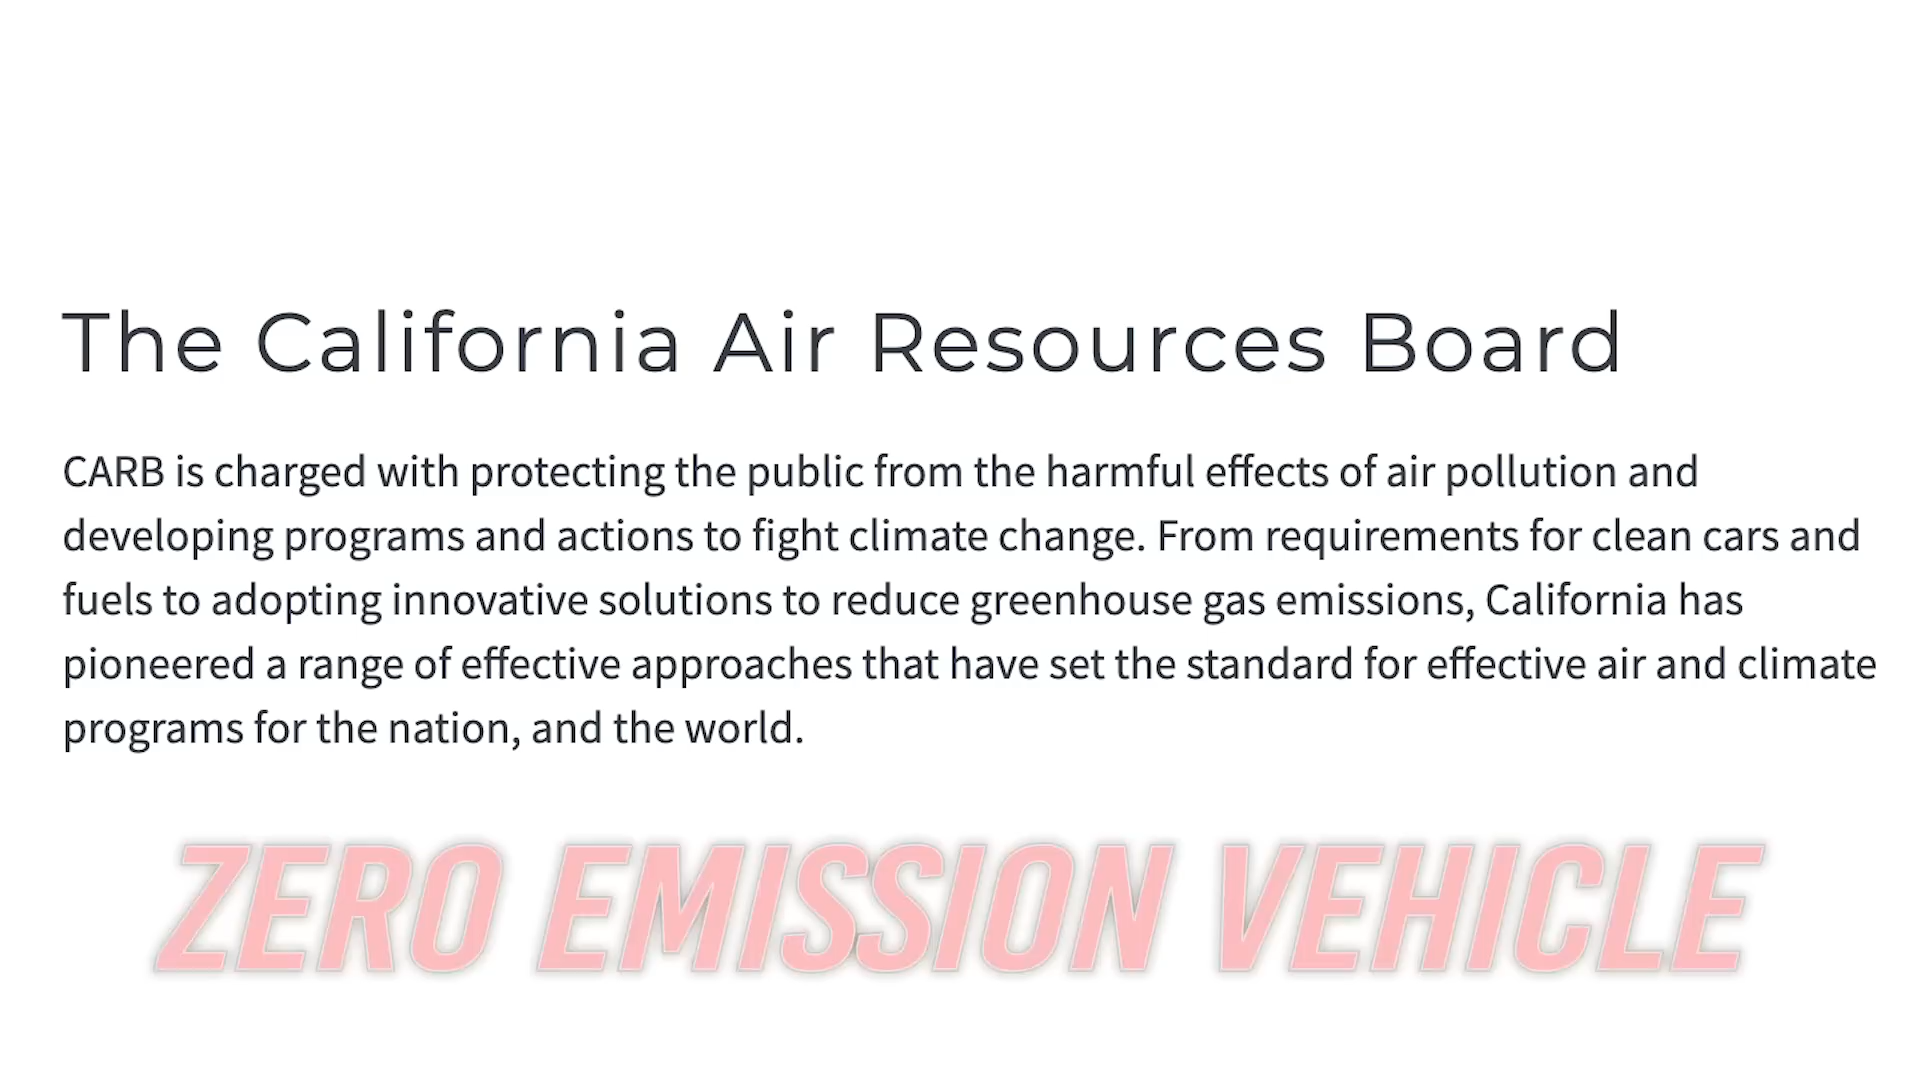 The California Air Resources Board
CARB is charged with protecting the public from the harmful effects of air pollution and
developing programs and actions to fight climate change. From requirements for clean cars and
fuels to adopting innovative solutions to reduce greenhouse gas emissions, California has
pioneered a range of effective approaches that have set the standard for effective air and climate
programs for the nation, and the world.
ZERO EMISSION VEHICLE